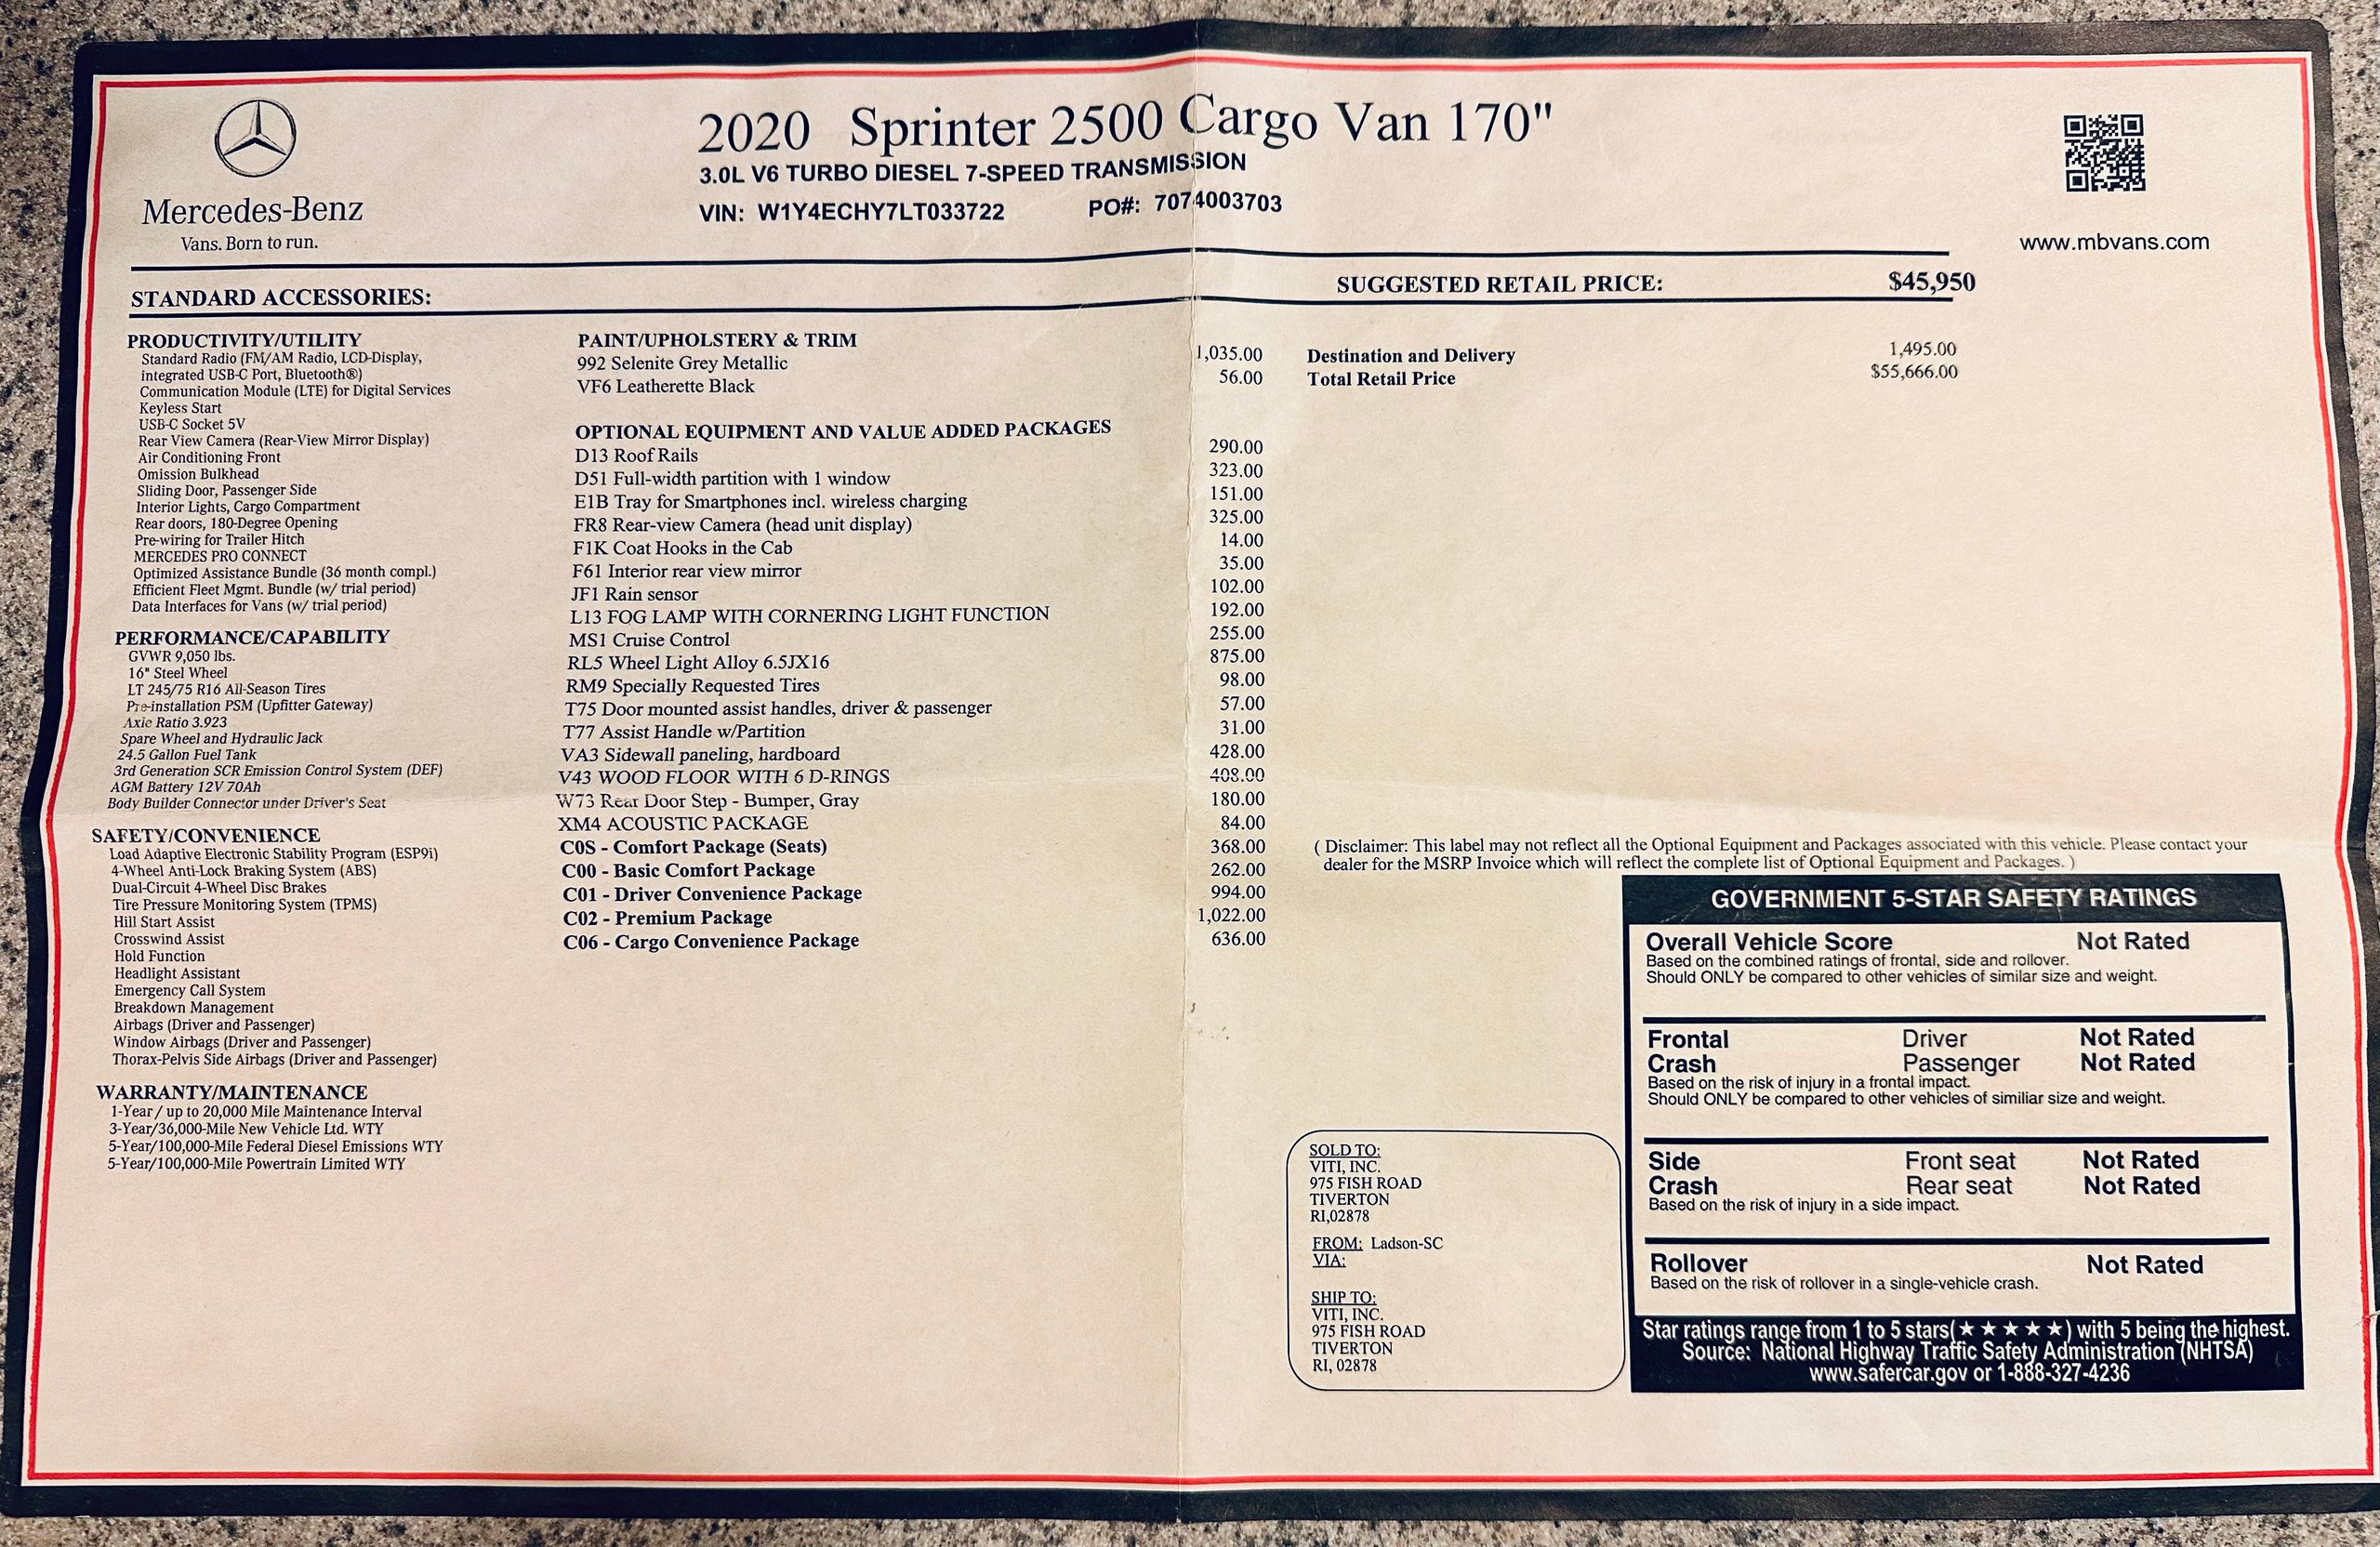 Mercedes-Benz
Vans. Born to run.
2020 Sprinter 2500 Cargo Van 170"
3.0L V6 TURBO DIESEL 7-SPEED TRANSMISSION
VIN: W1Y4ECHY7LT033722 PO#: 7074003703
www.mbvans.com
STANDARD ACCESSORIES:
SUGGESTED RETAIL PRICE: $45,950
PRODUCTIVITY/UTILITY
Standard Radio (FM/AM Radio, LCD-Display,
integrated USB-C Port, Bluetooth®)
Communication Module (LTE) for Digital Services
Keyless Start
USB-C Socket 5V
Rear View Camera (Rear-View Mirror Display)
Air Conditioning Front
Omission Bulkhead
Sliding Door, Passenger Side
Interior Lights, Cargo Compartment
Rear doors, 180-Degree Opening
Pre-wiring for Trailer Hitch
MERCEDES PRO CONNECT
Optimized Assistance Bundle (36 month compl.)
Efficient Fleet Mgmt. Bundle (w/ trial period)
Data Interfaces for Vans (w/ trial period)
PERFORMANCE/CAPABILITY
GVWR 9,050 lbs.
16" Steel Wheel
LT 245/75 R16 All-Season Tires
Pre-installation PSM (Upfitter Gateway)
Axle Ratio 3.923
Spare Wheel and Hydraulic Jack
24.5 Gallon Fuel Tank
3rd Generation SCR Emission Control System (DEF)
AGM Battery 12V 70Ah
Body Builder Connector under Driver's Seat
SAFETY/CONVENIENCE
Load Adaptive Electronic Stability Program (ESP9i)
4-Wheel Anti-Lock Braking System (ABS)
Dual-Circuit 4-Wheel Disc Brakes
Tire Pressure Monitoring System (TPMS)
Hill Start Assist
Crosswind Assist
Hold Function
Headlight Assistant
Emergency Call System
Breakdown Management
Airbags (Driver and Passenger)
Window Airbags (Driver and Passenger)
Thorax-Pelvis Side Airbags (Driver and Passenger)
WARRANTY/MAINTENANCE
1-Year / up to 20,000 Mile Maintenance Interval
3-Year/36,000-Mile New Vehicle Ltd. WTY
5-Year/100,000-Mile Federal Diesel Emissions WTY
5-Year/100,000-Mile Powertrain Limited WTY
PAINT/UPHOLSTERY & TRIM
992 Selenite Grey Metallic 1,035.00
VF6 Leatherette Black 56.00
OPTIONAL EQUIPMENT AND VALUE ADDED PACKAGES
D13 Roof Rails 290.00
D51 Full-width partition with 1 window 323.00
E1B Tray for Smartphones incl. wireless charging 151.00
FR8 Rear-view Camera (head unit display) 325.00
F1K Coat Hooks in the Cab 14.00
F61 Interior rear view mirror 35.00
JF1 Rain sensor 102.00
L13 FOG LAMP WITH CORNERING LIGHT FUNCTION 192.00
MS1 Cruise Control 255.00
RL5 Wheel Light Alloy 6.5JX16 875.00
RM9 Specially Requested Tires 98.00
T75 Door mounted assist handles, driver & passenger 57.00
T77 Assist Handle w/Partition 31.00
VA3 Sidewall paneling, hardboard 428.00
V43 WOOD FLOOR WITH 6 D-RINGS 408.00
W73 Rear Door Step - Bumper, Gray 180.00
XM4 ACOUSTIC PACKAGE 84.00
C0S - Comfort Package (Seats) 368.00
C00 - Basic Comfort Package 262.00
C01 - Driver Convenience Package 994.00
C02 - Premium Package 1,022.00
C06 - Cargo Convenience Package 636.00
Destination and Delivery 1,495.00
Total Retail Price $55,666.00
( Disclaimer: This label may not reflect all the Optional Equipment and Packages associated with this vehicle. Please contact your
dealer for the MSRP Invoice which will reflect the complete list of Optional Equipment and Packages. )
SOLD TO:
VITI, INC.
975 FISH ROAD
TIVERTON
RI,02878
FROM: Ladson-SC
VIA:
SHIP TO:
VITI, INC.
975 FISH ROAD
TIVERTON
RI, 02878
GOVERNMENT 5-STAR SAFETY RATINGS
Overall Vehicle Score Not Rated
Based on the combined ratings of frontal, side and rollover.
Should ONLY be compared to other vehicles of similar size and weight.
Frontal Driver Not Rated
Crash Passenger Not Rated
Based on the risk of injury in a frontal impact.
Should ONLY be compared to other vehicles of similiar size and weight.
Side Front seat Not Rated
Crash Rear seat Not Rated
Based on the risk of injury in a side impact.
Rollover Not Rated
Based on the risk of rollover in a single-vehicle crash.
Star ratings range from 1 to 5 stars(★★★★★) with 5 being the highest.
Source: National Highway Traffic Safety Administration (NHTSA)
www.safercar.gov or 1-888-327-4236